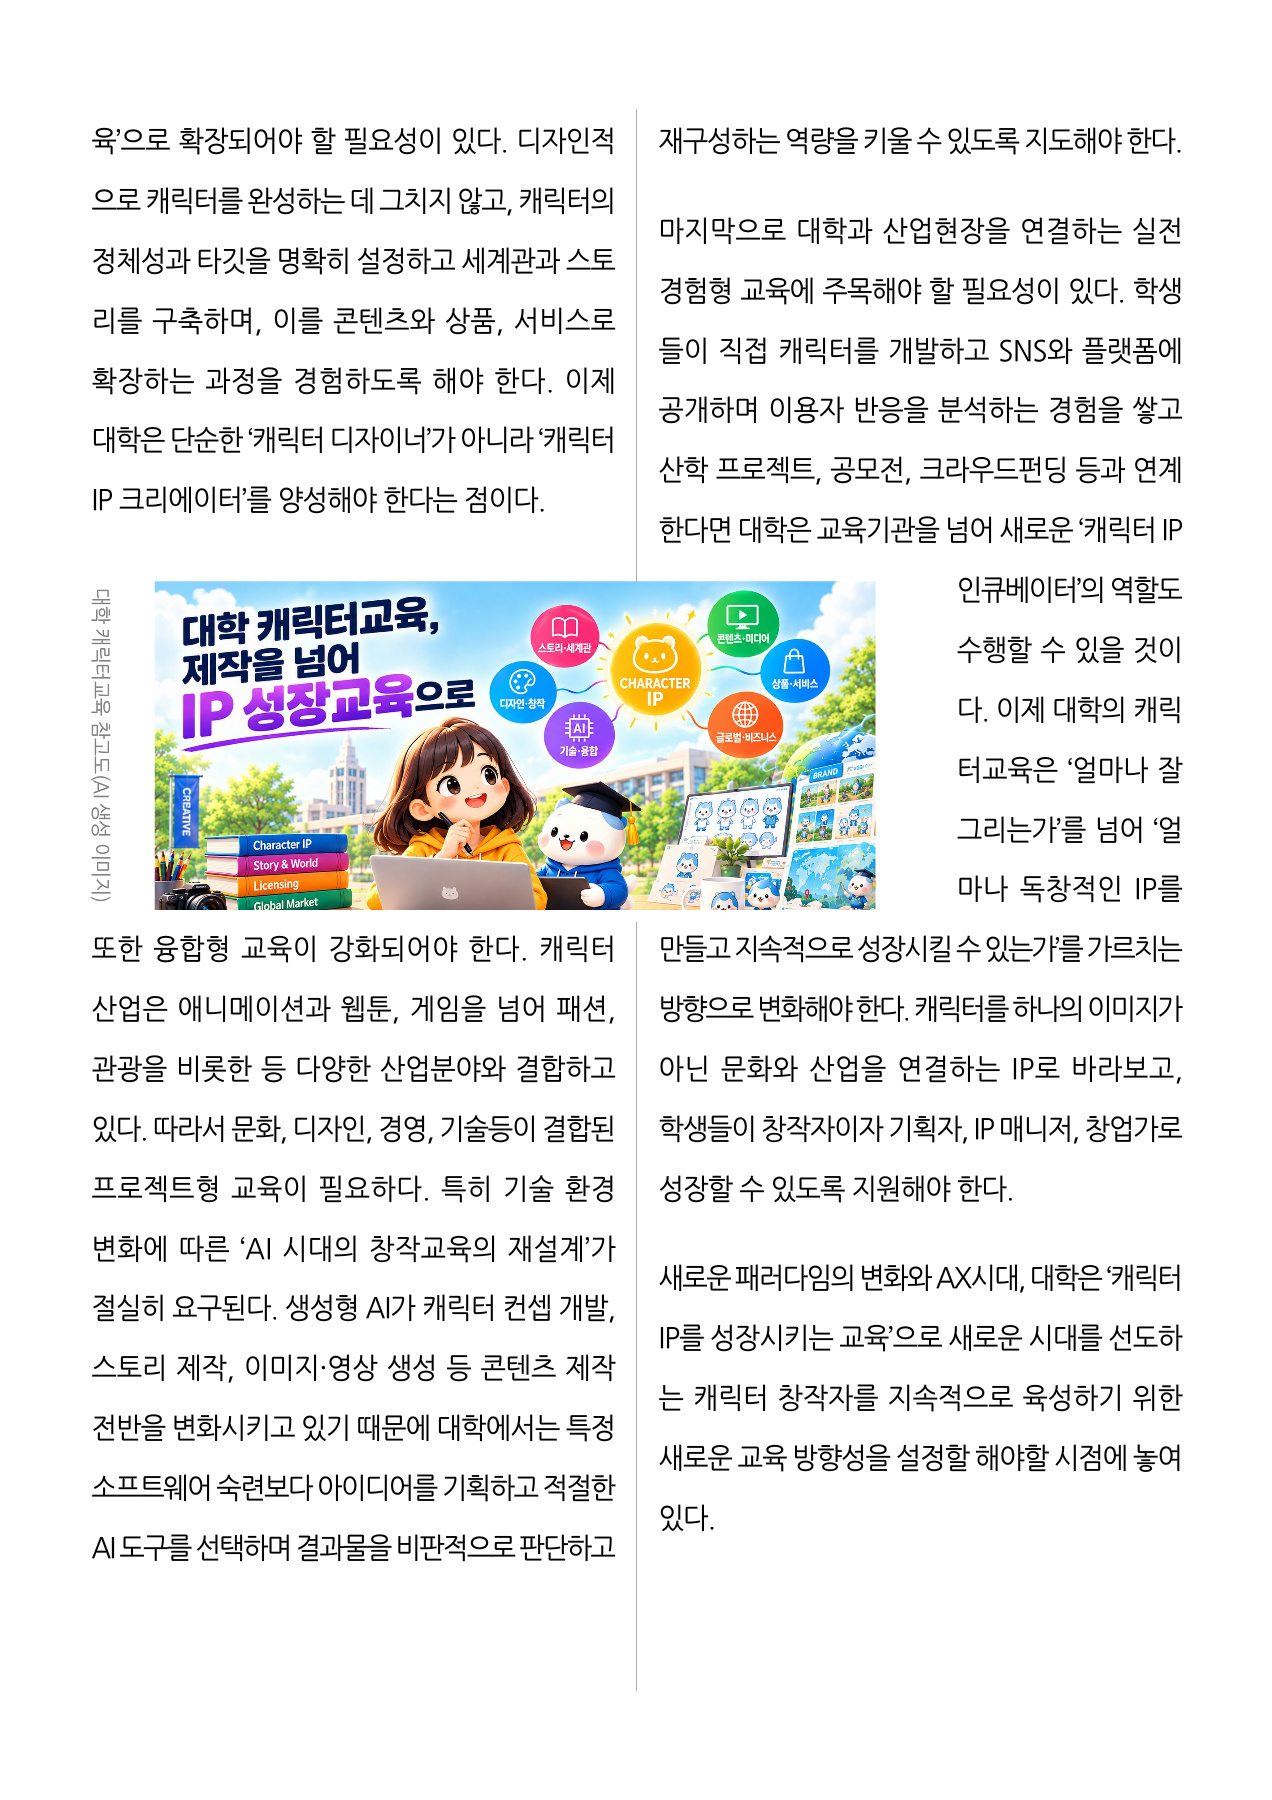 육’으로 확장되어야 할 필요성이 있다. 디자인적
으로 캐릭터를 완성하는 데 그치지 않고, 캐릭터의
정체성과 타깃을 명확히 설정하고 세계관과 스토
리를 구축하며, 이를 콘텐츠와 상품, 서비스로
확장하는 과정을 경험하도록 해야 한다. 이제
대학은 단순한 ‘캐릭터 디자이너’가 아니라 ‘캐릭터
IP 크리에이터’를 양성해야 한다는 점이다.
대학 캐릭터교육 참고도(AI 생성 이미지)
대학 캐릭터교육,
제작을 넘어
IP 성장교육으로
스토리·세계관
디자인·창작
기술·융합
CHARACTER
IP
콘텐츠·미디어
상품·서비스
글로벌·비즈니스
CREATIVE
Character IP
Story & World
Licensing
Global Market
BRAND
또한 융합형 교육이 강화되어야 한다. 캐릭터
산업은 애니메이션과 웹툰, 게임을 넘어 패션,
관광을 비롯한 등 다양한 산업분야와 결합하고
있다. 따라서 문화, 디자인, 경영, 기술등이 결합된
프로젝트형 교육이 필요하다. 특히 기술 환경
변화에 따른 ‘AI 시대의 창작교육의 재설계’가
절실히 요구된다. 생성형 AI가 캐릭터 컨셉 개발,
스토리 제작, 이미지·영상 생성 등 콘텐츠 제작
전반을 변화시키고 있기 때문에 대학에서는 특정
소프트웨어 숙련보다 아이디어를 기획하고 적절한
AI 도구를 선택하며 결과물을 비판적으로 판단하고
재구성하는 역량을 키울 수 있도록 지도해야 한다.
마지막으로 대학과 산업현장을 연결하는 실전
경험형 교육에 주목해야 할 필요성이 있다. 학생
들이 직접 캐릭터를 개발하고 SNS와 플랫폼에
공개하며 이용자 반응을 분석하는 경험을 쌓고
산학 프로젝트, 공모전, 크라우드펀딩 등과 연계
한다면 대학은 교육기관을 넘어 새로운 ‘캐릭터 IP
인큐베이터’의 역할도
수행할 수 있을 것이
다. 이제 대학의 캐릭
터교육은 ‘얼마나 잘
그리는가’를 넘어 ‘얼
마나 독창적인 IP를
만들고 지속적으로 성장시킬 수 있는가’를 가르치는
방향으로 변화해야 한다. 캐릭터를 하나의 이미지가
아닌 문화와 산업을 연결하는 IP로 바라보고,
학생들이 창작자이자 기획자, IP 매니저, 창업가로
성장할 수 있도록 지원해야 한다.
새로운 패러다임의 변화와 AX시대, 대학은 ‘캐릭터
IP를 성장시키는 교육’으로 새로운 시대를 선도하
는 캐릭터 창작자를 지속적으로 육성하기 위한
새로운 교육 방향성을 설정할 해야할 시점에 놓여
있다.